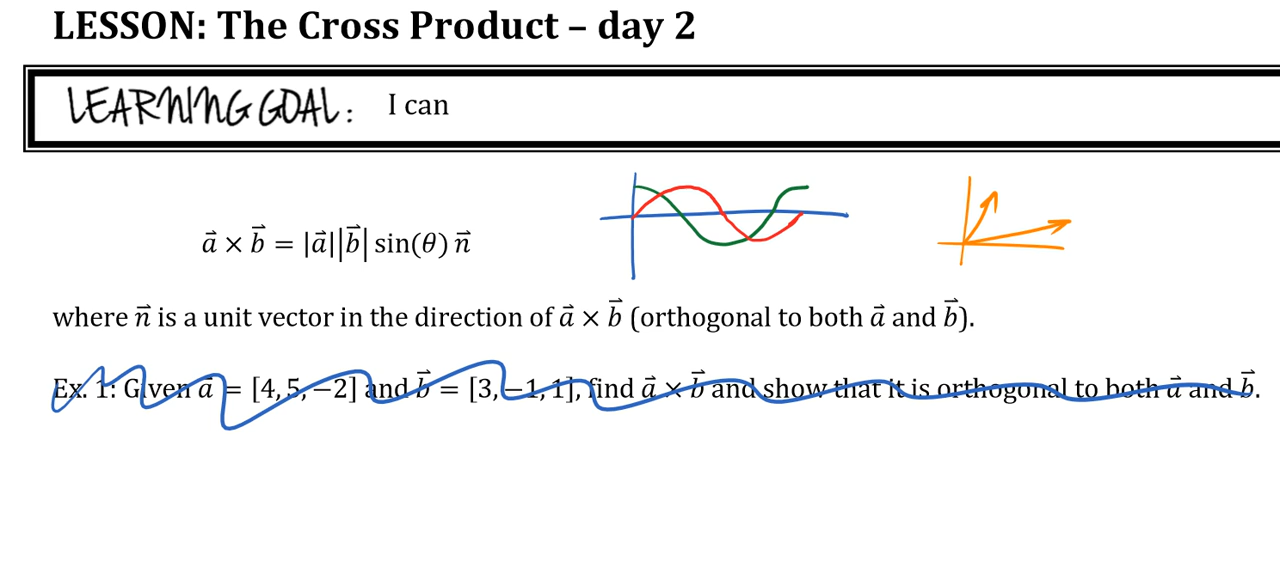 LESSON: The Cross Product – day 2
LEARNING GOAL: I can
a⃗ × b⃗ = |a⃗||b⃗| sin(θ) n⃗
where n⃗ is a unit vector in the direction of a⃗ × b⃗ (orthogonal to both a⃗ and b⃗).
Ex. 1: Given a⃗ = [4, 5, −2] and b⃗ = [3, −1, 1], find a⃗ × b⃗ and show that it is orthogonal to both a⃗ and b⃗.